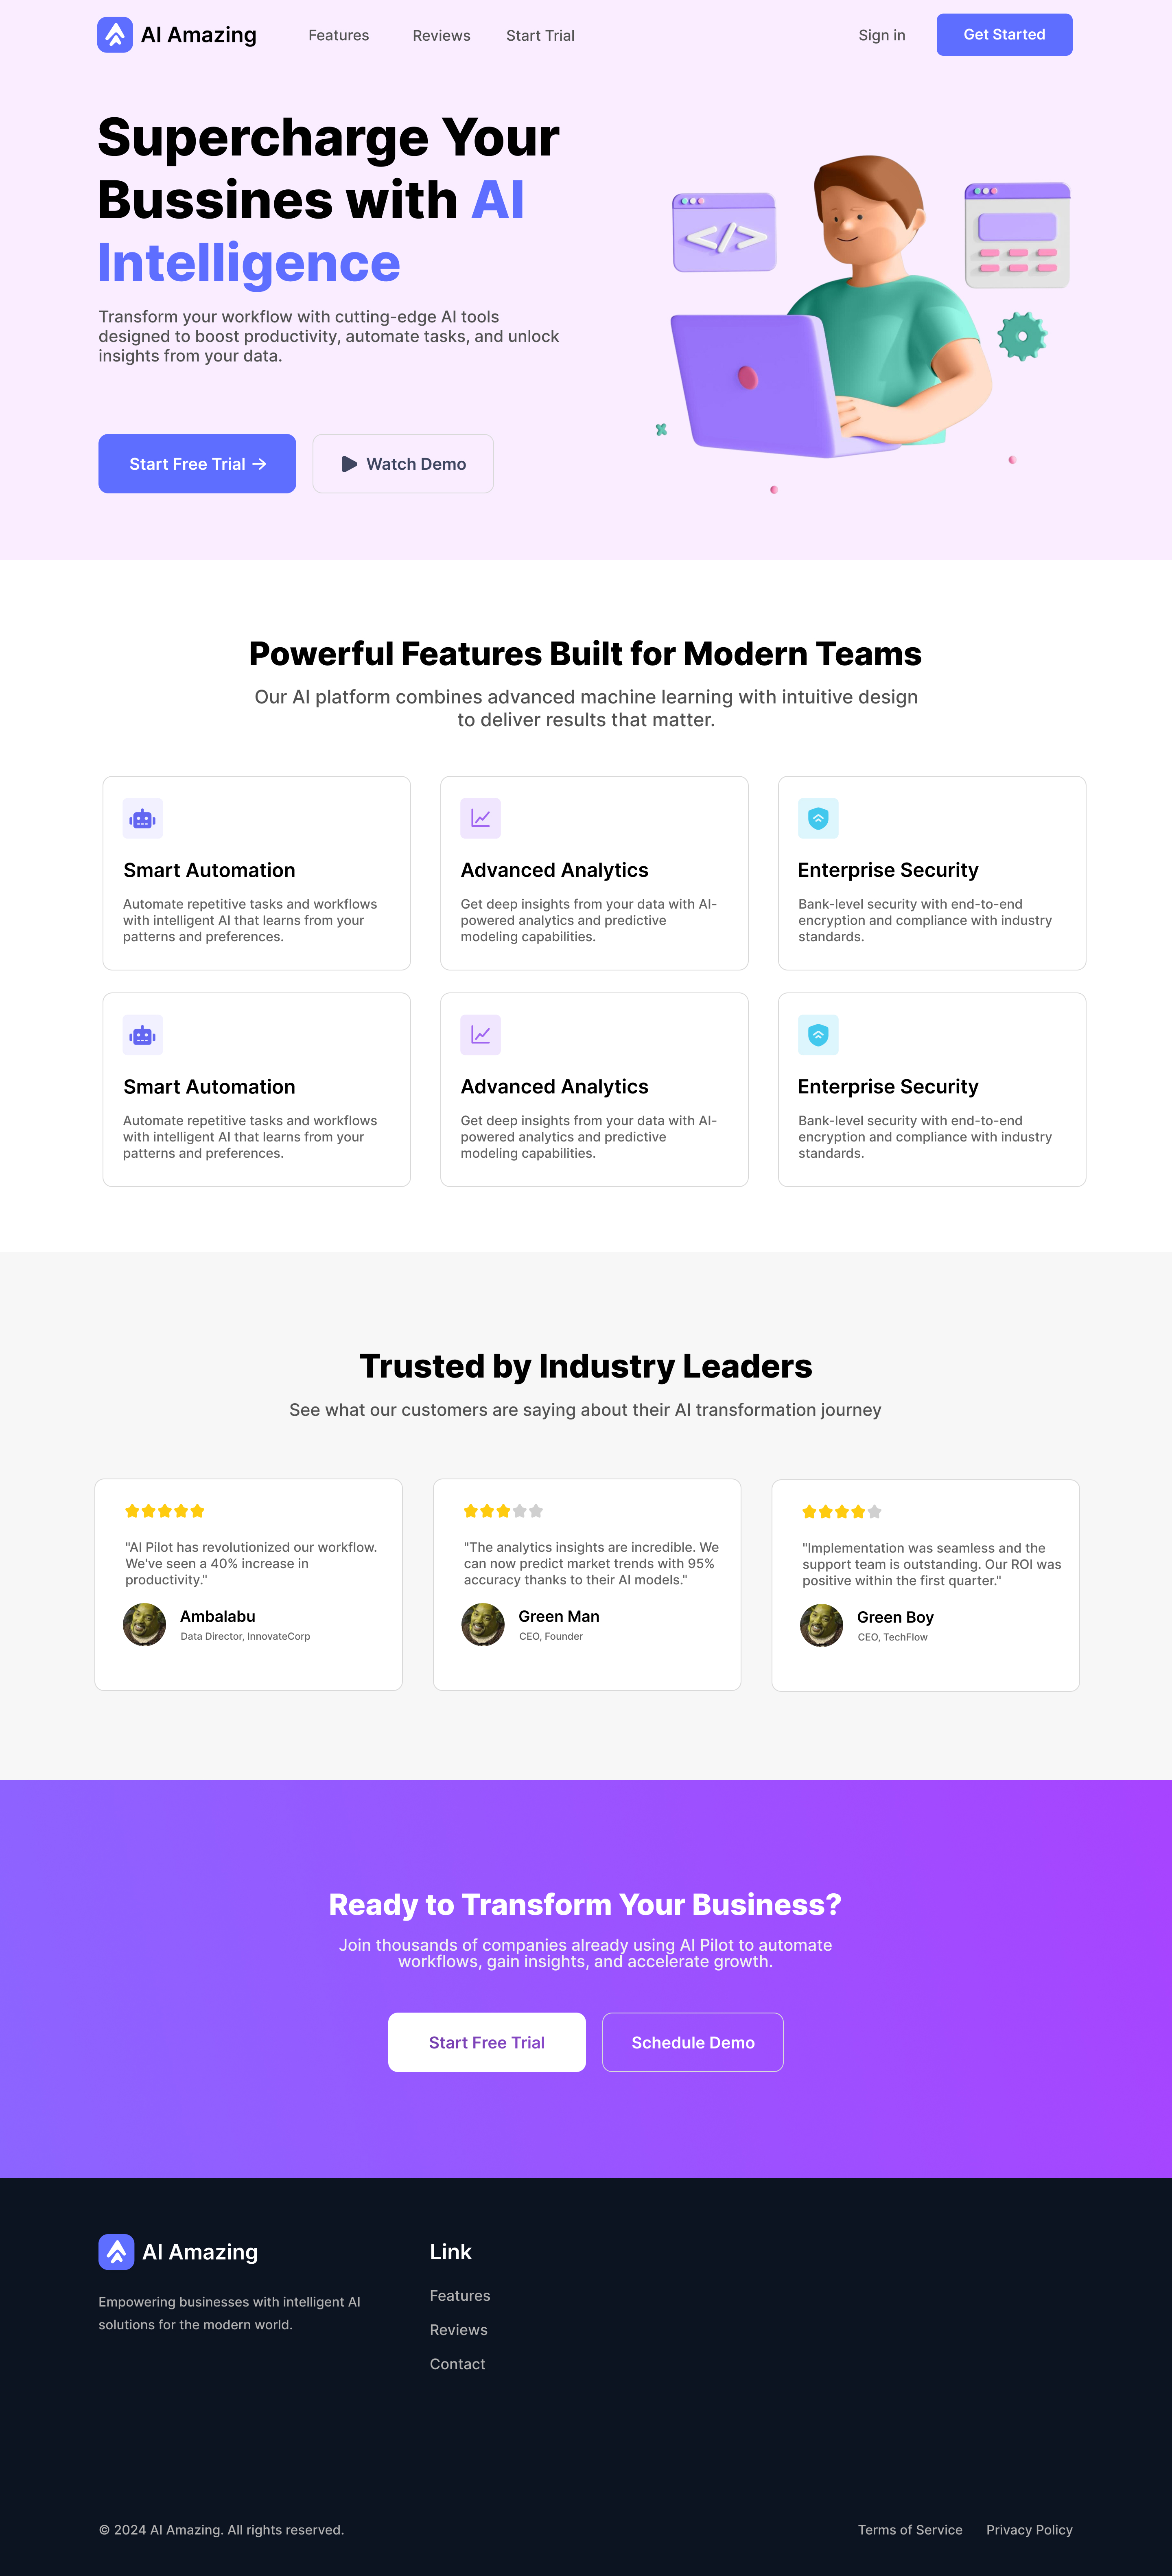 AI Amazing
Features
Reviews
Start Trial
Sign in
Get Started
Supercharge Your
Bussines with AI
Intelligence
Transform your workflow with cutting-edge AI tools
designed to boost productivity, automate tasks, and unlock
insights from your data.
Start Free Trial →
Watch Demo
</>
Powerful Features Built for Modern Teams
Our AI platform combines advanced machine learning with intuitive design
to deliver results that matter.
Smart Automation
Automate repetitive tasks and workflows
with intelligent AI that learns from your
patterns and preferences.
Advanced Analytics
Get deep insights from your data with AI-
powered analytics and predictive
modeling capabilities.
Enterprise Security
Bank-level security with end-to-end
encryption and compliance with industry
standards.
Smart Automation
Automate repetitive tasks and workflows
with intelligent AI that learns from your
patterns and preferences.
Advanced Analytics
Get deep insights from your data with AI-
powered analytics and predictive
modeling capabilities.
Enterprise Security
Bank-level security with end-to-end
encryption and compliance with industry
standards.
Trusted by Industry Leaders
See what our customers are saying about their AI transformation journey
"AI Pilot has revolutionized our workflow.
We've seen a 40% increase in
productivity."
Ambalabu
Data Director, InnovateCorp
"The analytics insights are incredible. We
can now predict market trends with 95%
accuracy thanks to their AI models."
Green Man
CEO, Founder
"Implementation was seamless and the
support team is outstanding. Our ROI was
positive within the first quarter."
Green Boy
CEO, TechFlow
Ready to Transform Your Business?
Join thousands of companies already using AI Pilot to automate
workflows, gain insights, and accelerate growth.
Start Free Trial
Schedule Demo
AI Amazing
Empowering businesses with intelligent AI
solutions for the modern world.
Link
Features
Reviews
Contact
© 2024 AI Amazing. All rights reserved.
Terms of Service
Privacy Policy